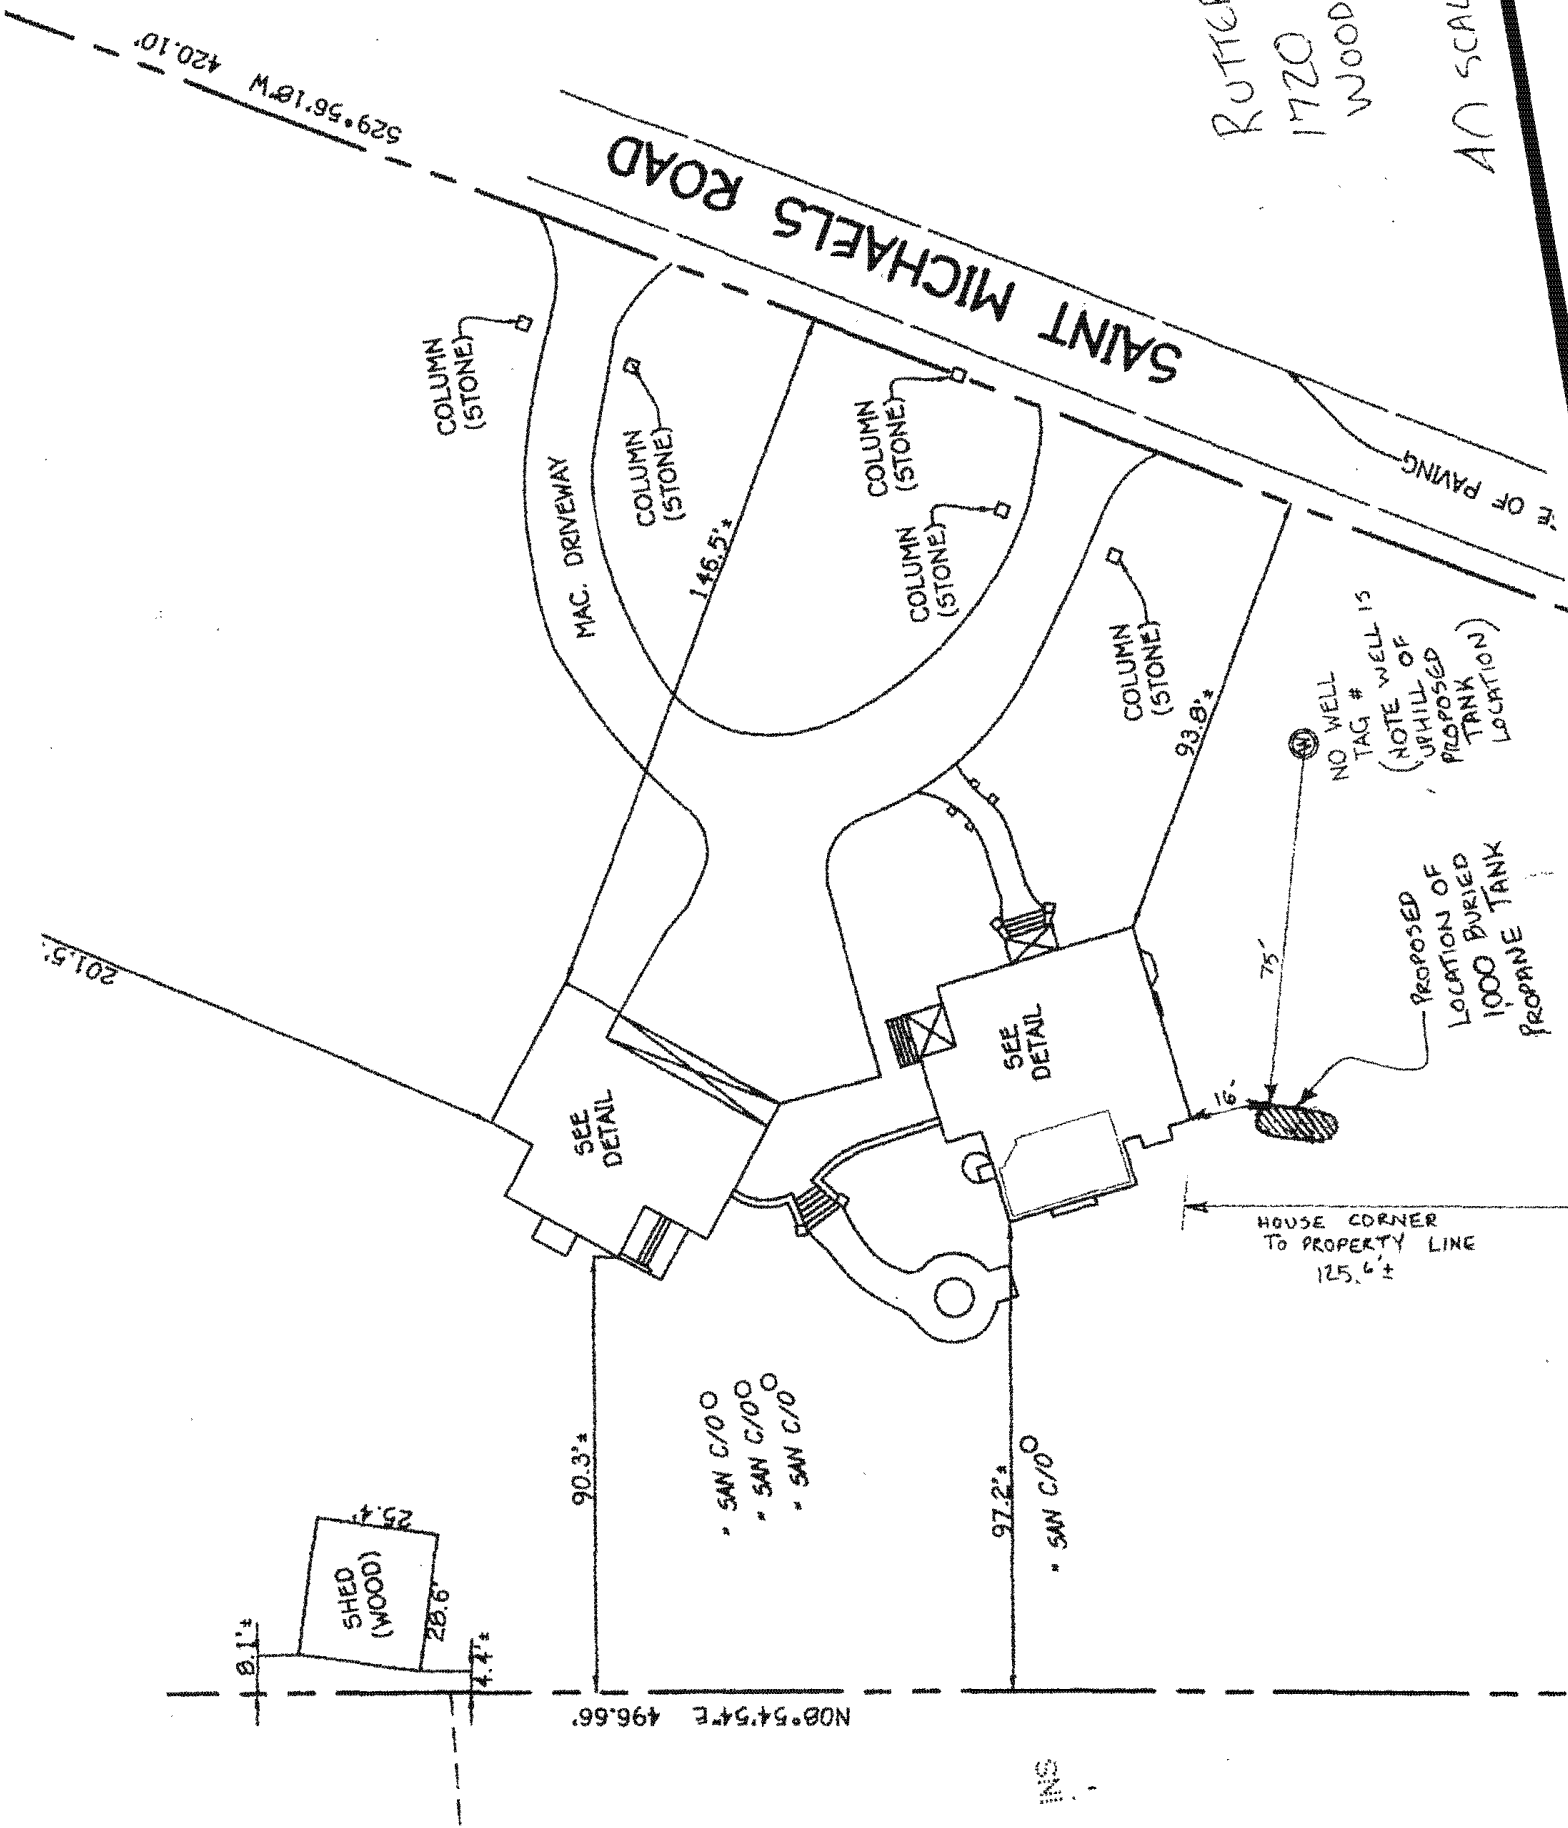 420.10'
S29°56'18"W
RUTTER
1720
WOOD
SCAL
SAINT MICHAELS ROAD
COLUMN
(STONE)
COLUMN
(STONE)
MAC. DRIVEWAY
146.5'±
COLUMN
(STONE)
COLUMN
(STONE)
COLUMN
(STONE)
OF PAVING
93.8'±
NO WELL
TAG #
(NOTE WELL IS
UPHILL OF
PROPOSED
TANK
LOCATION)
W
75'
PROPOSED
LOCATION OF
1000 BURIED
PROPANE TANK
201.5'
SEE
DETAIL
SEE
DETAIL
16'
HOUSE CORNER
TO PROPERTY LINE
125.6'±
90.3'±
" SAN C/O
" SAN C/O
" SAN C/O
97.2'±
" SAN C/O
25.4'
SHED
(WOOD)
28.6'
8.1'±
4.4'±
N08°54'54"E 496.66'
INS